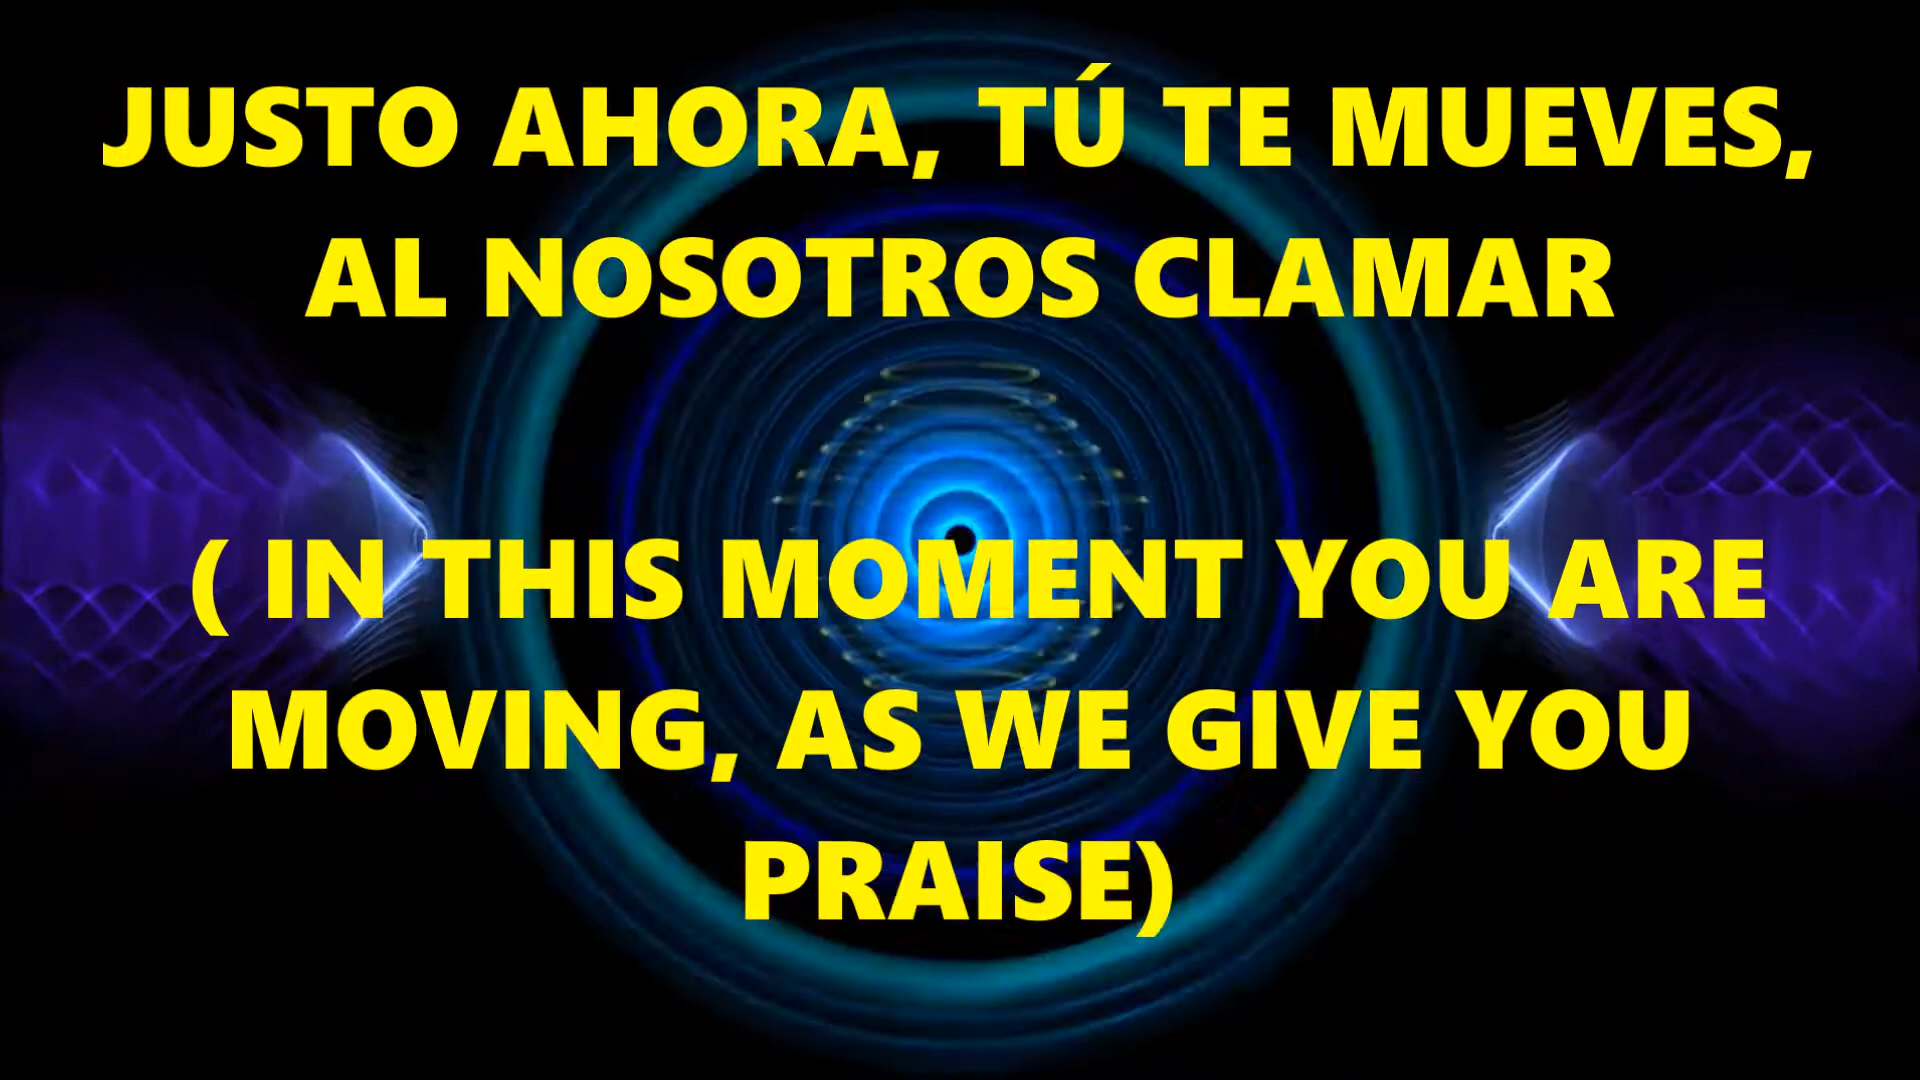 JUSTO AHORA, TÚ TE MUEVES,
AL NOSOTROS CLAMAR
( IN THIS MOMENT YOU ARE
MOVING, AS WE GIVE YOU
PRAISE)